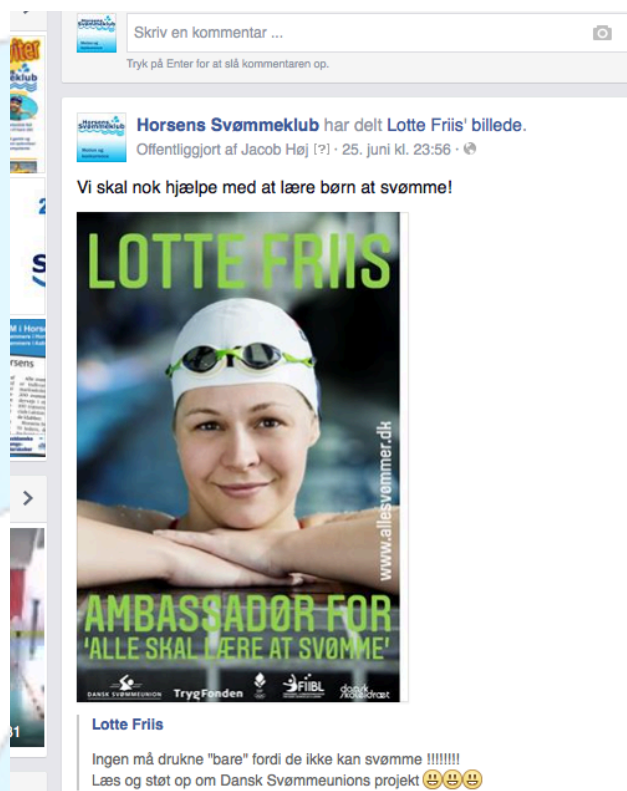 Skriv en kommentar ...
Tryk på Enter for at slå kommentaren op.
Horsens Svømmeklub har delt Lotte Friis' billede.
Offentliggjort af Jacob Høj [?] · 25. juni kl. 23:56 ·
Vi skal nok hjælpe med at lære børn at svømme!
LOTTE FRIIS
www.allesvømmer.dk
AMBASSADØR FOR
'ALLE SKAL LÆRE AT SVØMME'
DANSK SVØMMEUNION TrygFonden FIIBL dansk skoleidræt
Lotte Friis
Ingen må drukne "bare" fordi de ikke kan svømme !!!!!!!!
Læs og støt op om Dansk Svømmeunions projekt 😃😃😃